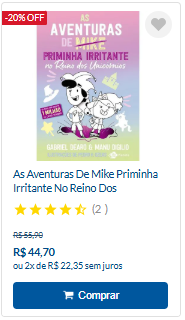 -20% OFF
AS
AVENTURAS
DE MIKE
PRIMINHA
IRRITANTE
no Reino dos
Unicórnios
1 MILHÃO
GABRIEL DEARO & MANU DIGILIO
As Aventuras De Mike Priminha
Irritante No Reino Dos
(2 )
R$ 55,90
R$ 44,70
ou 2x de R$ 22,35 sem juros
Comprar